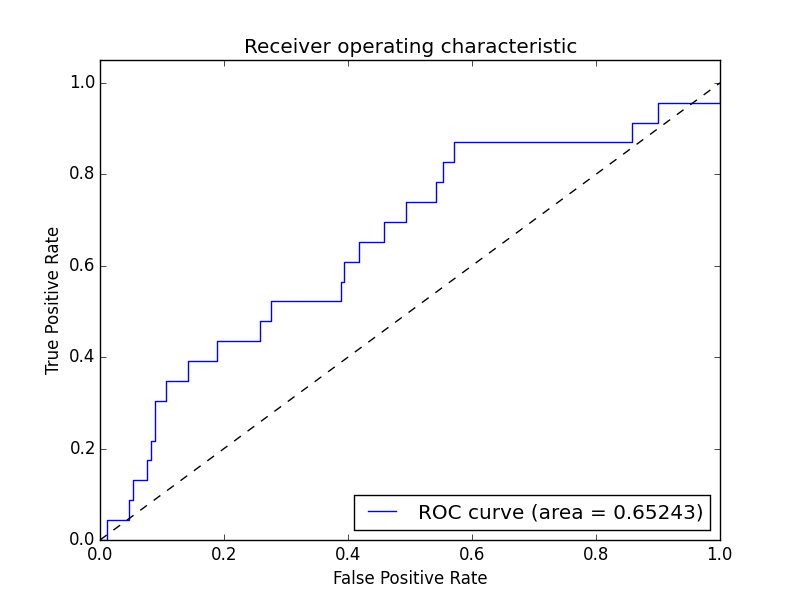 Receiver operating characteristic
1.0
0.8
0.6
0.4
0.2
0.0
True Positive Rate
ROC curve (area = 0.65243)
0.0 0.2 0.4 0.6 0.8 1.0
False Positive Rate